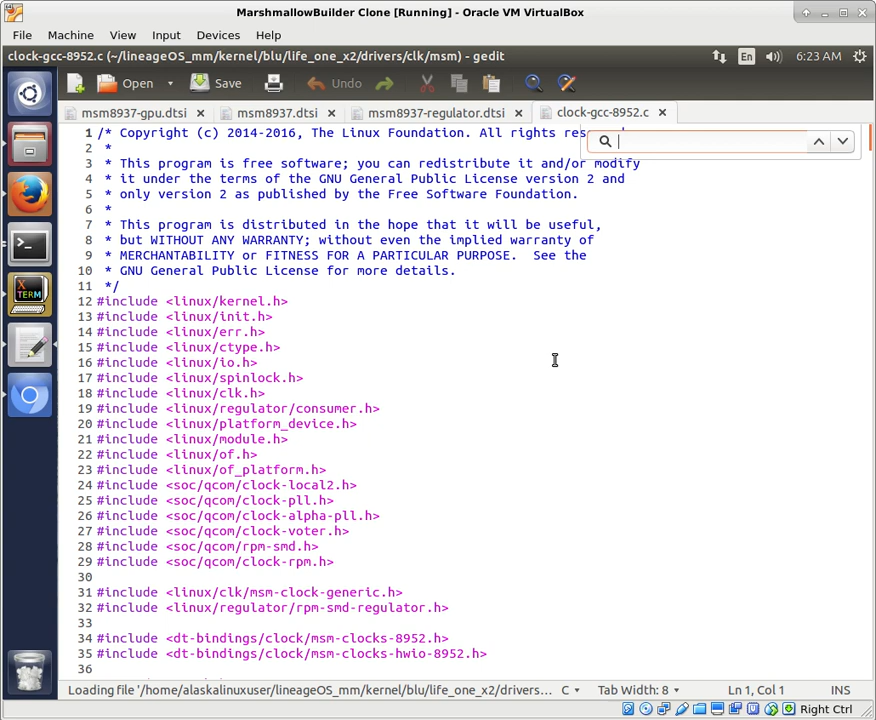 MarshmallowBuilder Clone [Running] - Oracle VM VirtualBox
File Machine View Input Devices Help
clock-gcc-8952.c (~/lineageOS_mm/kernel/blu/life_one_x2/drivers/clk/msm) - gedit En 6:23 AM
Open Save Undo
msm8937-gpu.dtsi × msm8937.dtsi × msm8937-regulator.dtsi × clock-gcc-8952.c ×
1 /* Copyright (c) 2014-2016, The Linux Foundation. All rights res
2 *
3 * This program is free software; you can redistribute it and/or modify
4 * it under the terms of the GNU General Public License version 2 and
5 * only version 2 as published by the Free Software Foundation.
6 *
7 * This program is distributed in the hope that it will be useful,
8 * but WITHOUT ANY WARRANTY; without even the implied warranty of
9 * MERCHANTABILITY or FITNESS FOR A PARTICULAR PURPOSE.  See the
10 * GNU General Public License for more details.
11 */
12 #include <linux/kernel.h>
13 #include <linux/init.h>
14 #include <linux/err.h>
15 #include <linux/ctype.h>
16 #include <linux/io.h>
17 #include <linux/spinlock.h>
18 #include <linux/clk.h>
19 #include <linux/regulator/consumer.h>
20 #include <linux/platform_device.h>
21 #include <linux/module.h>
22 #include <linux/of.h>
23 #include <linux/of_platform.h>
24 #include <soc/qcom/clock-local2.h>
25 #include <soc/qcom/clock-pll.h>
26 #include <soc/qcom/clock-alpha-pll.h>
27 #include <soc/qcom/clock-voter.h>
28 #include <soc/qcom/rpm-smd.h>
29 #include <soc/qcom/clock-rpm.h>
30
31 #include <linux/clk/msm-clock-generic.h>
32 #include <linux/regulator/rpm-smd-regulator.h>
33
34 #include <dt-bindings/clock/msm-clocks-8952.h>
35 #include <dt-bindings/clock/msm-clocks-hwio-8952.h>
36
Loading file '/home/alaskalinuxuser/lineageOS_mm/kernel/blu/life_one_x2/drivers... C Tab Width: 8 Ln 1, Col 1 INS
Right Ctrl
X TERM